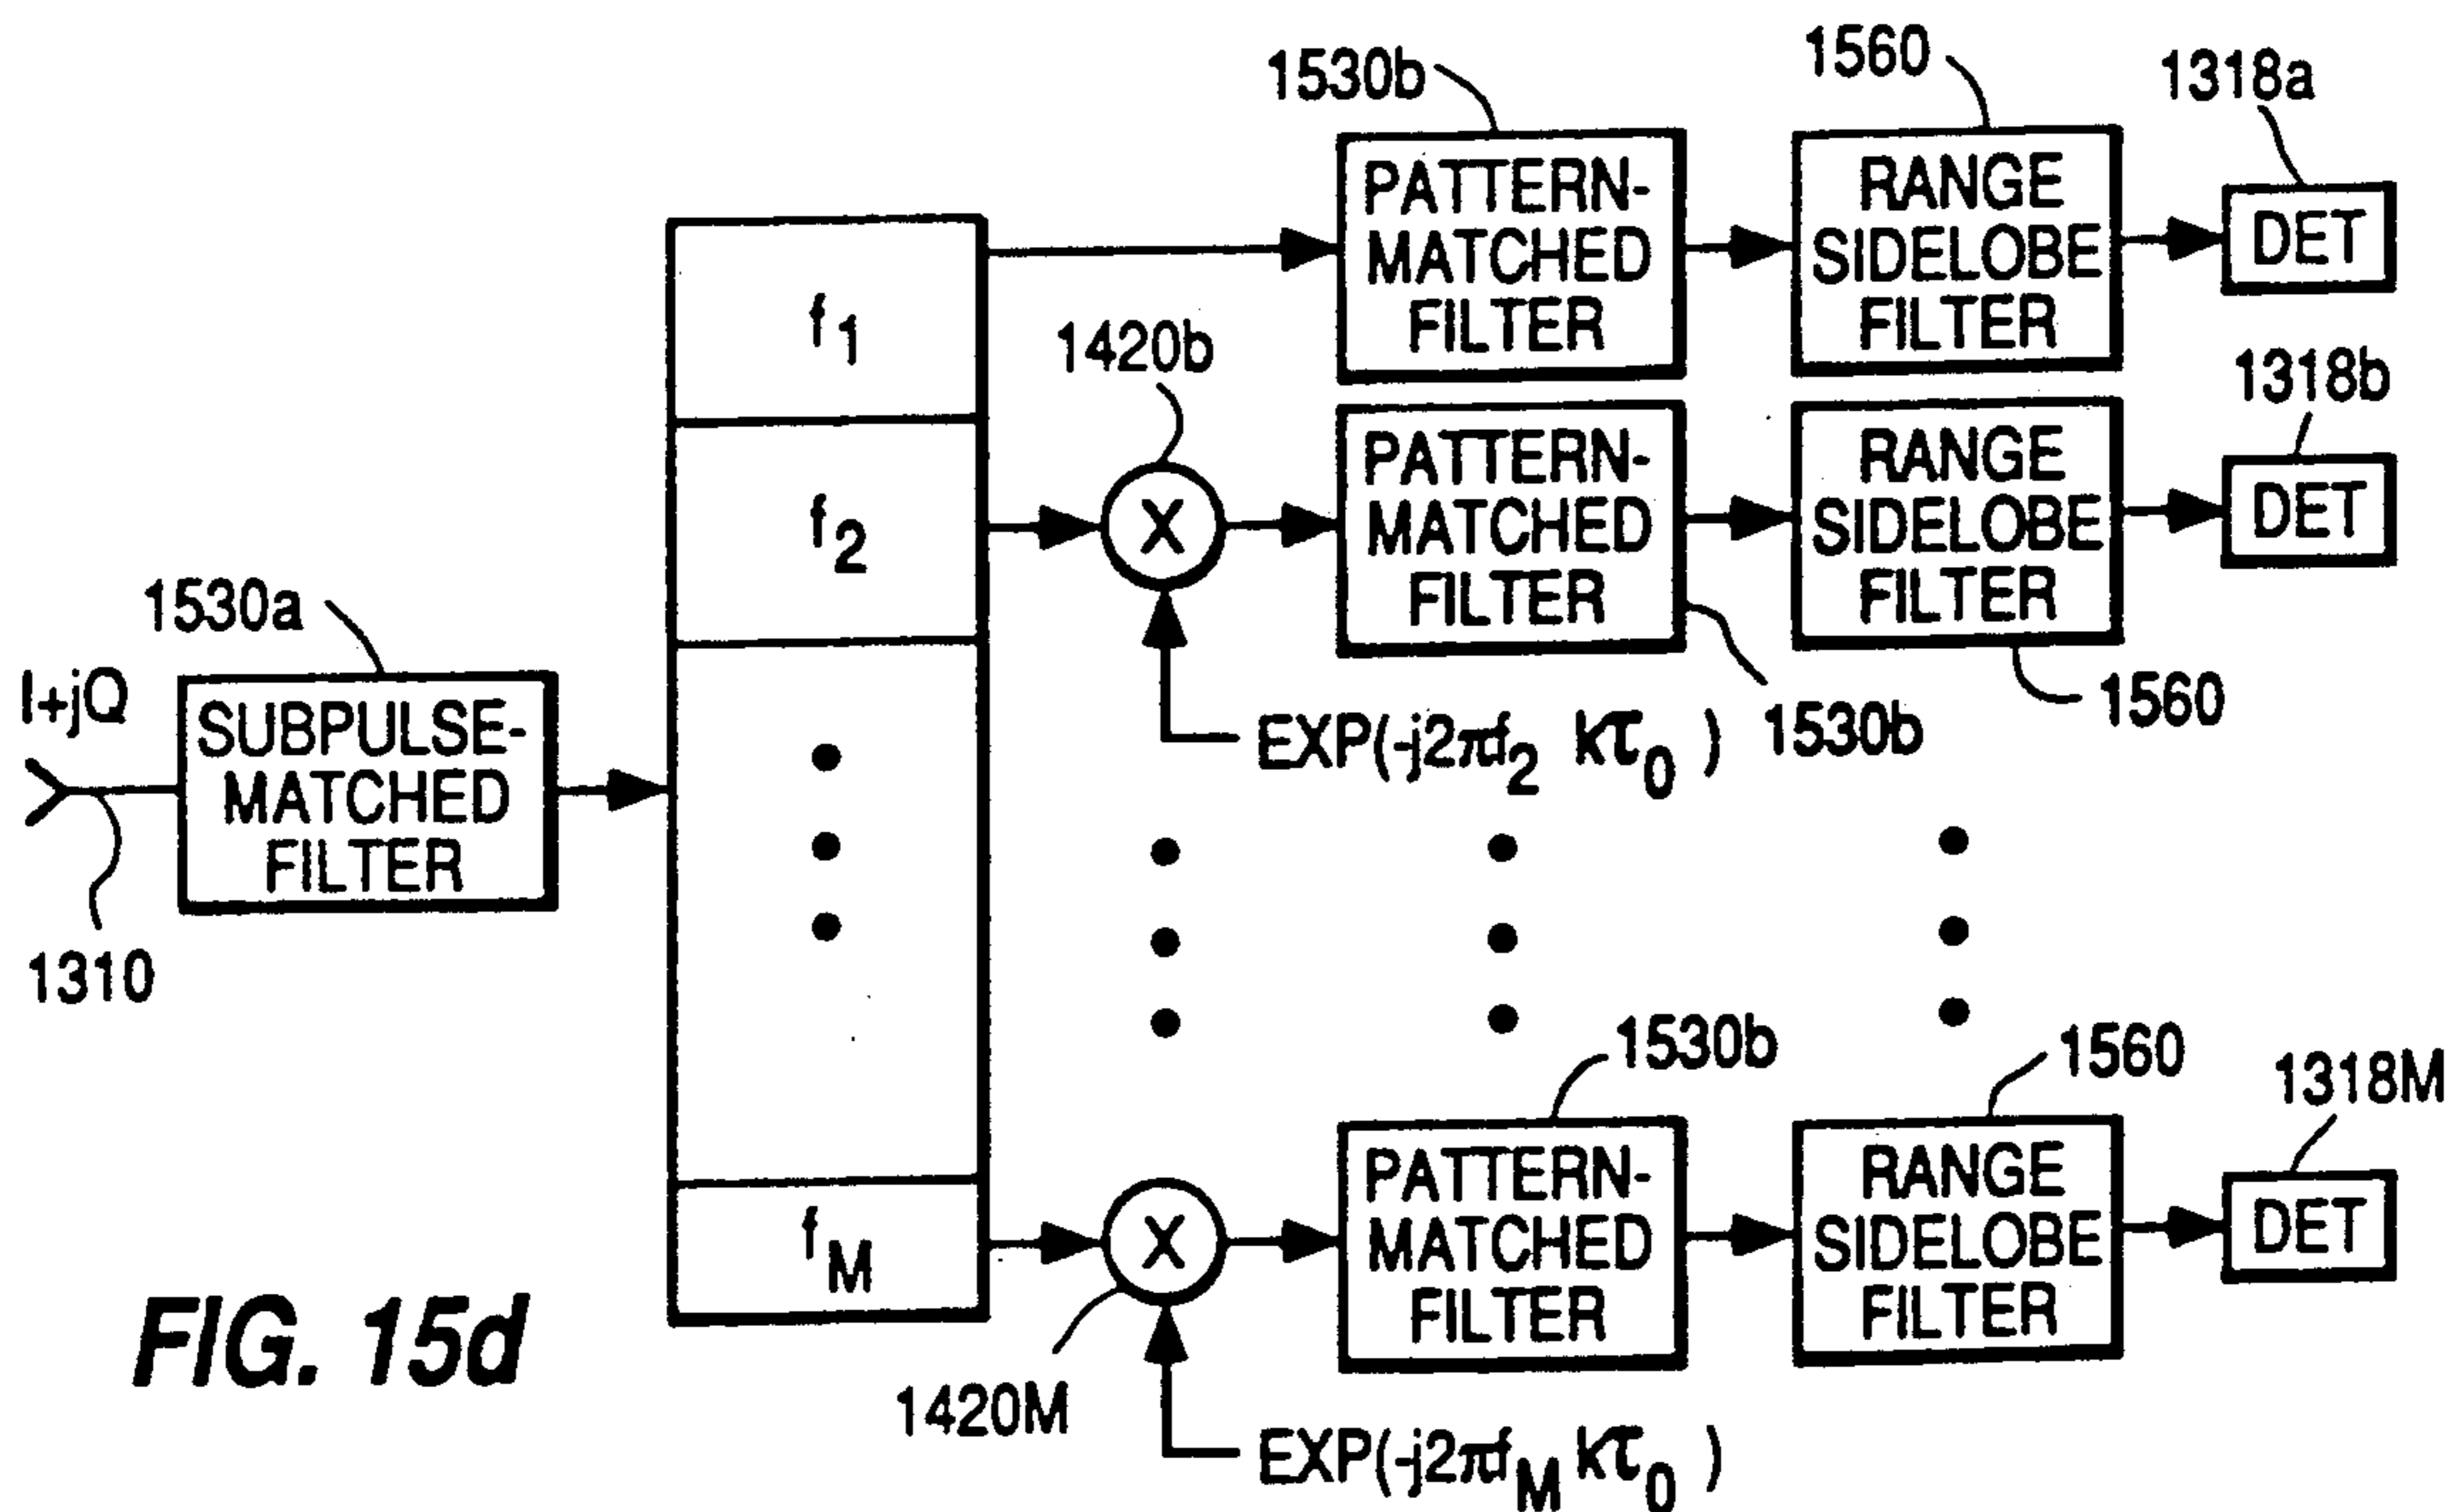 1530b
1560
1318a
PATTERN-
MATCHED
FILTER
RANGE
SIDELOBE
FILTER
DET
f1
1420b
1318b
f2
X
PATTERN-
MATCHED
FILTER
RANGE
SIDELOBE
FILTER
DET
1530a
I+jQ
SUBPULSE-
MATCHED
FILTER
1310
EXP(-j2πf2 kτ0)
1530b
1560
1530b
1560
1318M
fM
X
PATTERN-
MATCHED
FILTER
RANGE
SIDELOBE
FILTER
DET
1420M
EXP(-j2πfM kτ0)
FIG. 15d